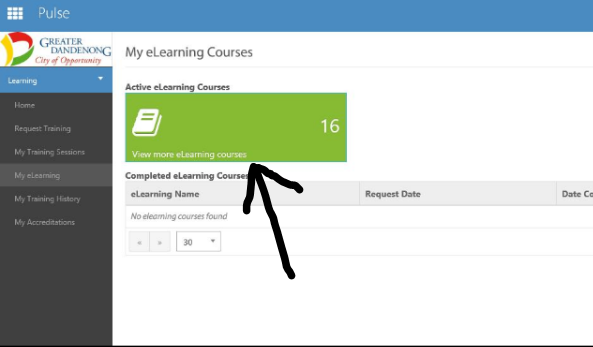 Pulse
GREATER
DANDENONG
City of Opportunity
My eLearning Courses
Learning
Home
Request Training
My Training Sessions
My eLearning
My Training History
My Accreditations
Active eLearning Courses
16
View more eLearning courses
Completed eLearning Courses
eLearning Name Request Date Date Co
No elearning courses found
« » 30